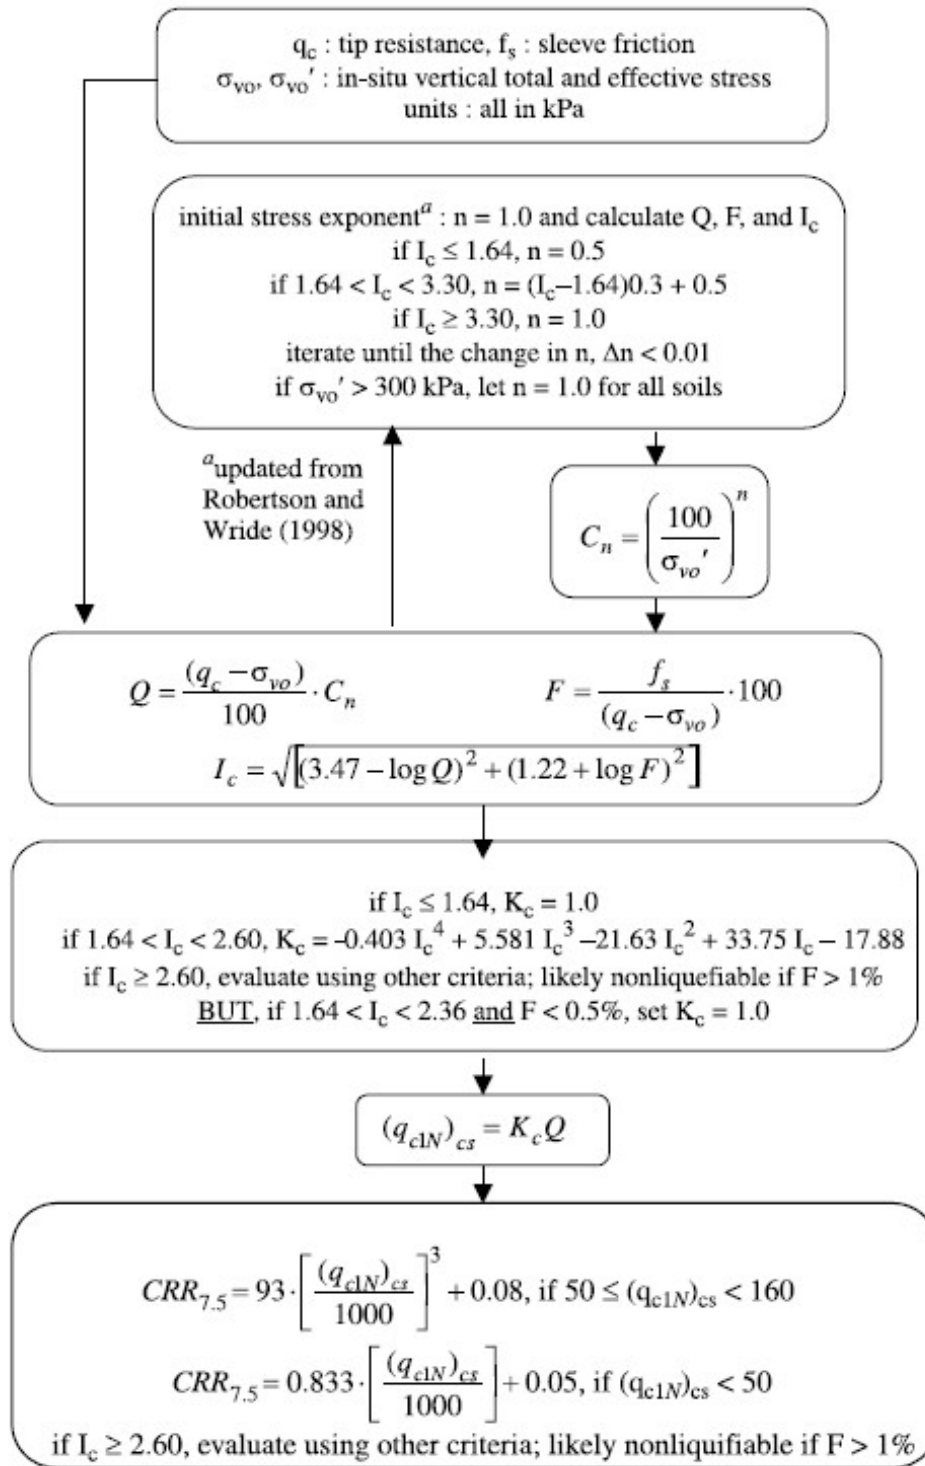 q_c : tip resistance, f_s : sleeve friction
σ_vo, σ_vo′ : in-situ vertical total and effective stress
units : all in kPa
initial stress exponent^a : n = 1.0 and calculate Q, F, and I_c
if I_c ≤ 1.64, n = 0.5
if 1.64 < I_c < 3.30, n = (I_c–1.64)0.3 + 0.5
if I_c ≥ 3.30, n = 1.0
iterate until the change in n, Δn < 0.01
if σ_vo′ > 300 kPa, let n = 1.0 for all soils
^a updated from
Robertson and
Wride (1998)
C_n = (100 / σ_vo′)^n
Q = (q_c – σ_vo) / 100 · C_n
F = f_s / (q_c – σ_vo) · 100
I_c = √[(3.47 – log Q)^2 + (1.22 + log F)^2]
if I_c ≤ 1.64, K_c = 1.0
if 1.64 < I_c < 2.60, K_c = –0.403 I_c^4 + 5.581 I_c^3 –21.63 I_c^2 + 33.75 I_c – 17.88
if I_c ≥ 2.60, evaluate using other criteria; likely nonliquefiable if F > 1%
BUT, if 1.64 < I_c < 2.36 and F < 0.5%, set K_c = 1.0
(q_c1N)_cs = K_c Q
CRR_7.5 = 93 · [(q_c1N)_cs / 1000]^3 + 0.08, if 50 ≤ (q_c1N)_cs < 160
CRR_7.5 = 0.833 · [(q_c1N)_cs / 1000] + 0.05, if (q_c1N)_cs < 50
if I_c ≥ 2.60, evaluate using other criteria; likely nonliquifiable if F > 1%